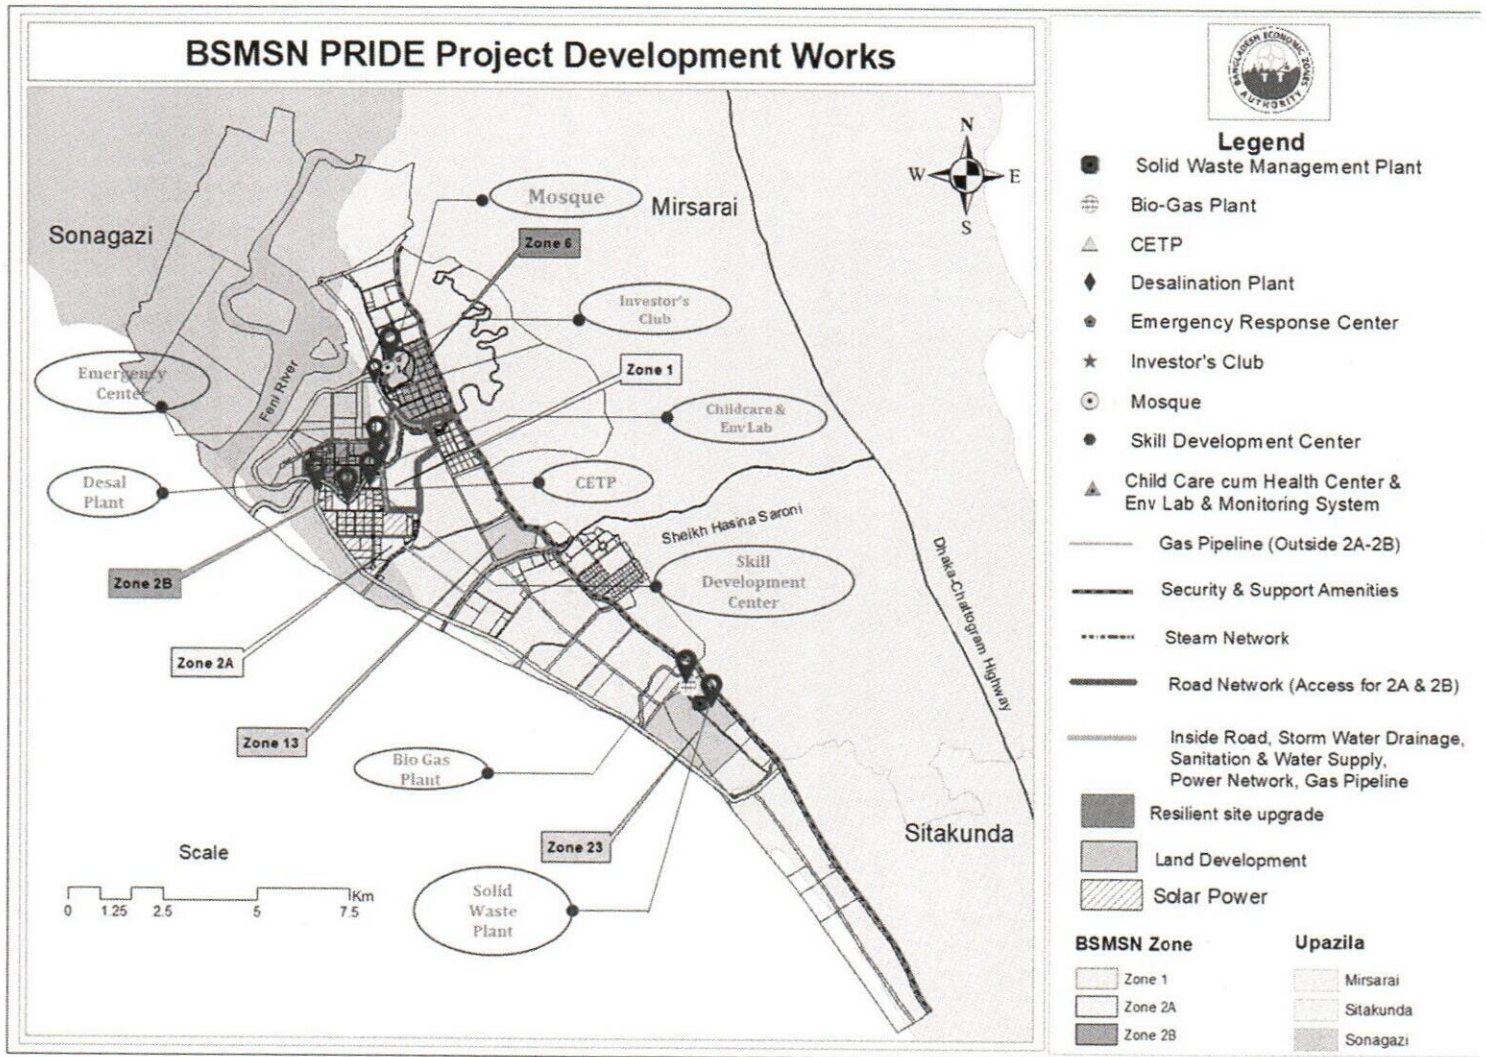 BSMSN PRIDE Project Development Works
BANGLADESH ECONOMIC ZONES
AUTHORITY
N
W
E
S
Mosque
Mirsarai
Sonagazi
Zone 6
Investor's
Club
Zone 1
Emergency
Center
Feni River
Childcare &
Env Lab
Desal
Plant
CETP
Sheikh Hasina Saroni
Dhaka-Chattogram Highway
Zone 2B
Skill
Development
Center
Zone 2A
Zone 13
Bio Gas
Plant
Zone 23
Sitakunda
Solid
Waste
Plant
Scale
Km
0
1.25
2.5
5
7.5
Legend
Solid Waste Management Plant
Bio-Gas Plant
CETP
Desalination Plant
Emergency Response Center
Investor's Club
Mosque
Skill Development Center
Child Care cum Health Center &
Env Lab & Monitoring System
Gas Pipeline (Outside 2A-2B)
Security & Support Amenities
Steam Network
Road Network (Access for 2A & 2B)
Inside Road, Storm Water Drainage,
Sanitation & Water Supply,
Power Network, Gas Pipeline
Resilient site upgrade
Land Development
Solar Power
BSMSN Zone
Zone 1
Zone 2A
Zone 2B
Upazila
Mirsarai
Sitakunda
Sonagazi